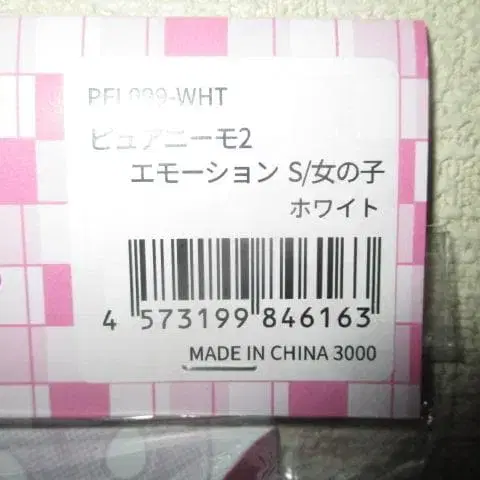 PFL099-WHT
ピュアニーモ2
エモーション S/女の子
ホワイト
4 573199 846163
MADE IN CHINA 3000